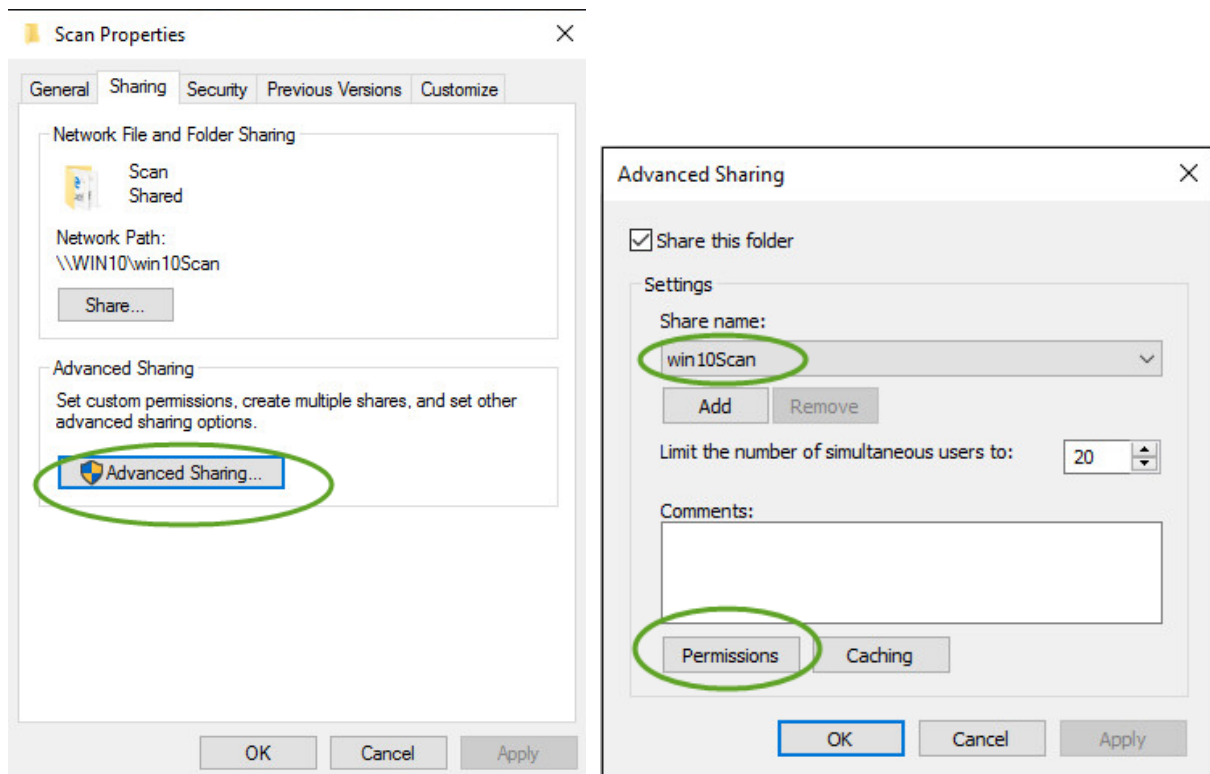 Scan Properties
General Sharing Security Previous Versions Customize
Network File and Folder Sharing
Scan
Shared
Network Path:
\\WIN10\win10Scan
Share...
Advanced Sharing
Set custom permissions, create multiple shares, and set other
advanced sharing options.
Advanced Sharing...
OK Cancel Apply
Advanced Sharing
Share this folder
Settings
Share name:
win10Scan
Add Remove
Limit the number of simultaneous users to: 20
Comments:
Permissions Caching
OK Cancel Apply